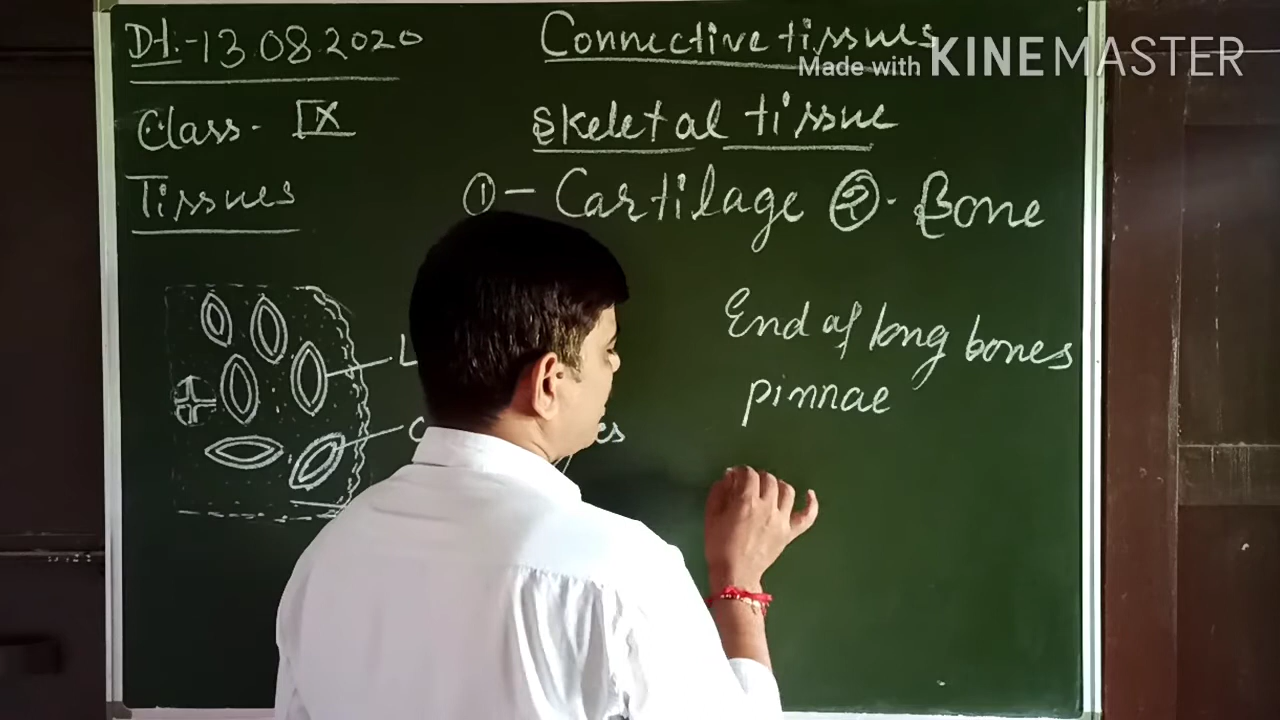 Dt.-13.08.2020
Connective tissues
Made with KINEMASTER
Class- IX
Skeletal tissue
Tissues
① - Cartilage ②. Bone
End of long bones
pinnae
L
C
es